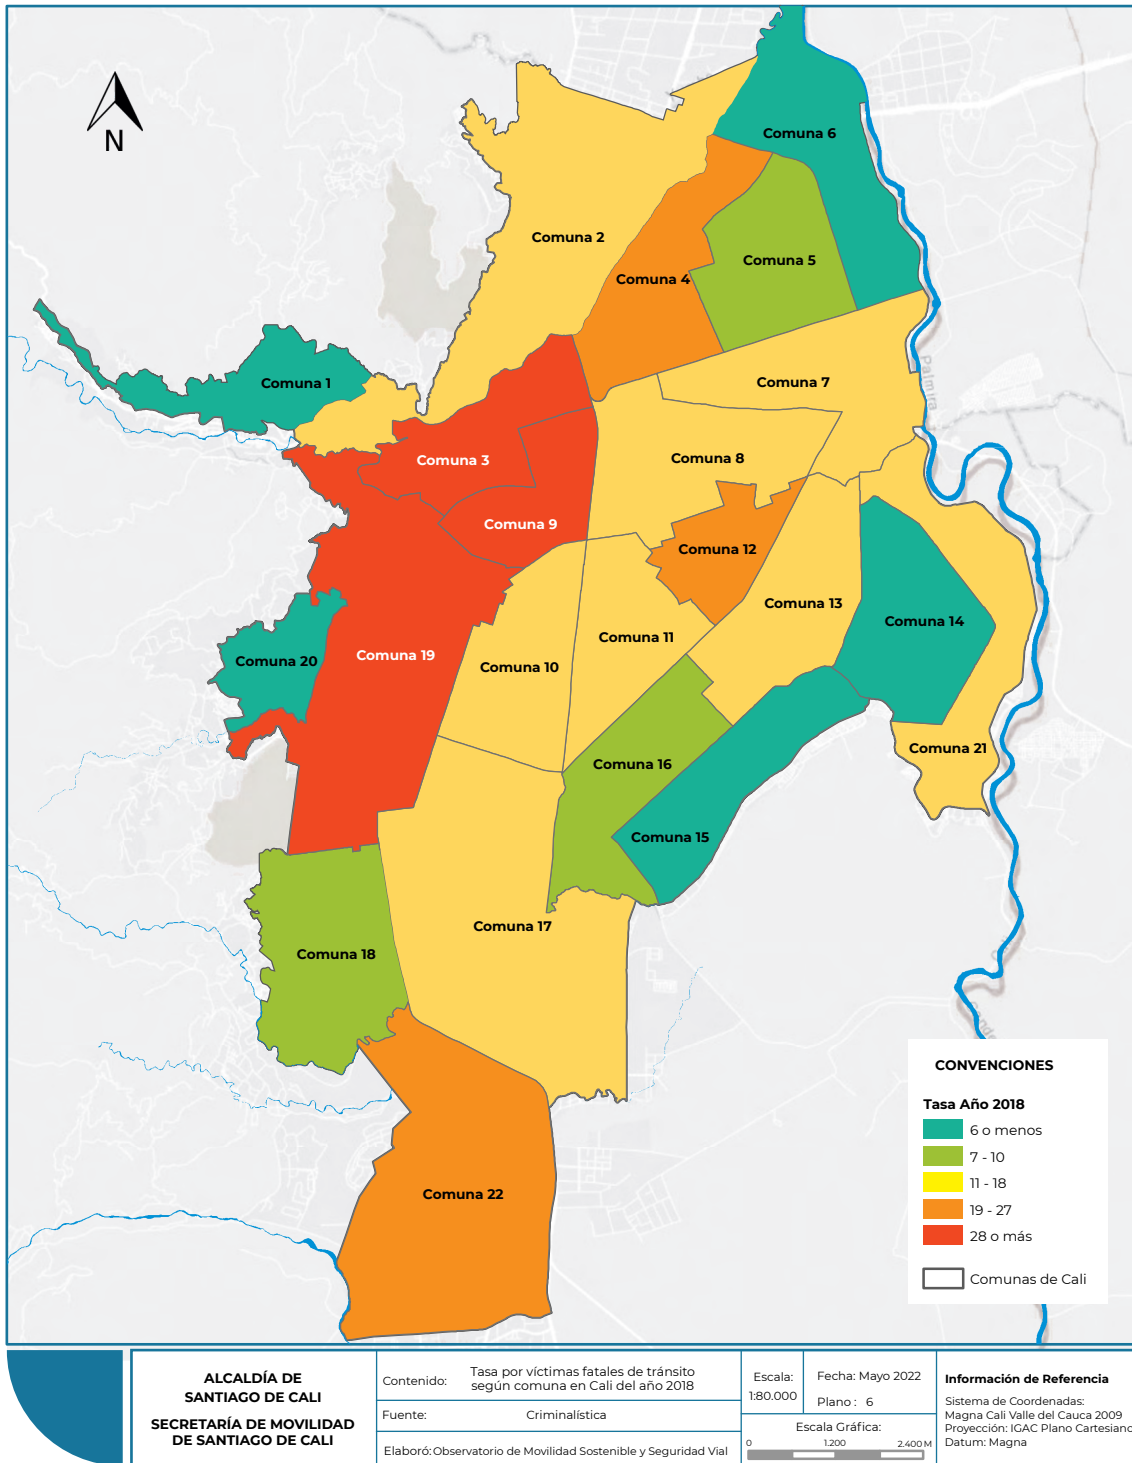 N
Comuna 6
Comuna 2
Comuna 5
Comuna 4
Palmira
Comuna 1
Comuna 7
Comuna 3
Comuna 8
Comuna 9
Comuna 12
Comuna 13
Comuna 14
Comuna 11
Comuna 20
Comuna 19
Comuna 10
Comuna 21
Comuna 16
Comuna 15
Comuna 17
Comuna 18
Comuna 22
CONVENCIONES
Tasa Año 2018
6 o menos
7 - 10
11 - 18
19 - 27
28 o más
Comunas de Cali
ALCALDÍA DE
SANTIAGO DE CALI
SECRETARÍA DE MOVILIDAD
DE SANTIAGO DE CALI
Contenido: Tasa por víctimas fatales de tránsito
según comuna en Cali del año 2018
Fuente: Criminalística
Elaboró: Observatorio de Movilidad Sostenible y Seguridad Vial
Escala:
1:80.000
Fecha: Mayo 2022
Plano : 6
Escala Gráfica:
0 1.200 2.400 M
Información de Referencia
Sistema de Coordenadas:
Magna Cali Valle del Cauca 2009
Proyección: IGAC Plano Cartesiano
Datum: Magna